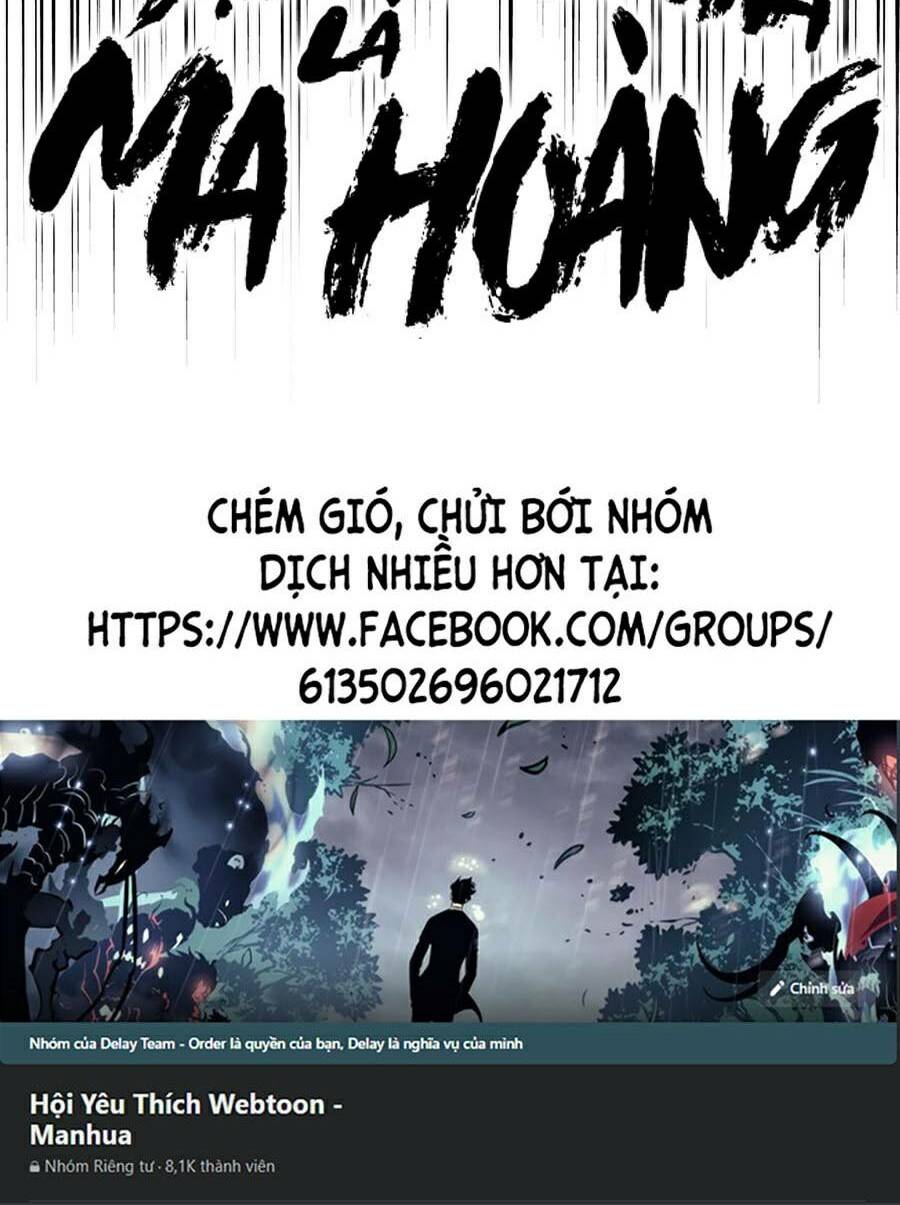 LÀ
MA HOÀNG
CHÉM GIÓ, CHỬI BỚI NHÓM
DỊCH NHIỀU HƠN TẠI:
HTTPS://WWW.FACEBOOK.COM/GROUPS/
613502696021712
Chỉnh sửa
Nhóm của Delay Team - Order là quyền của bạn, Delay là nghĩa vụ của mình
Hội Yêu Thích Webtoon -
Manhua
Nhóm Riêng tư · 8,1K thành viên